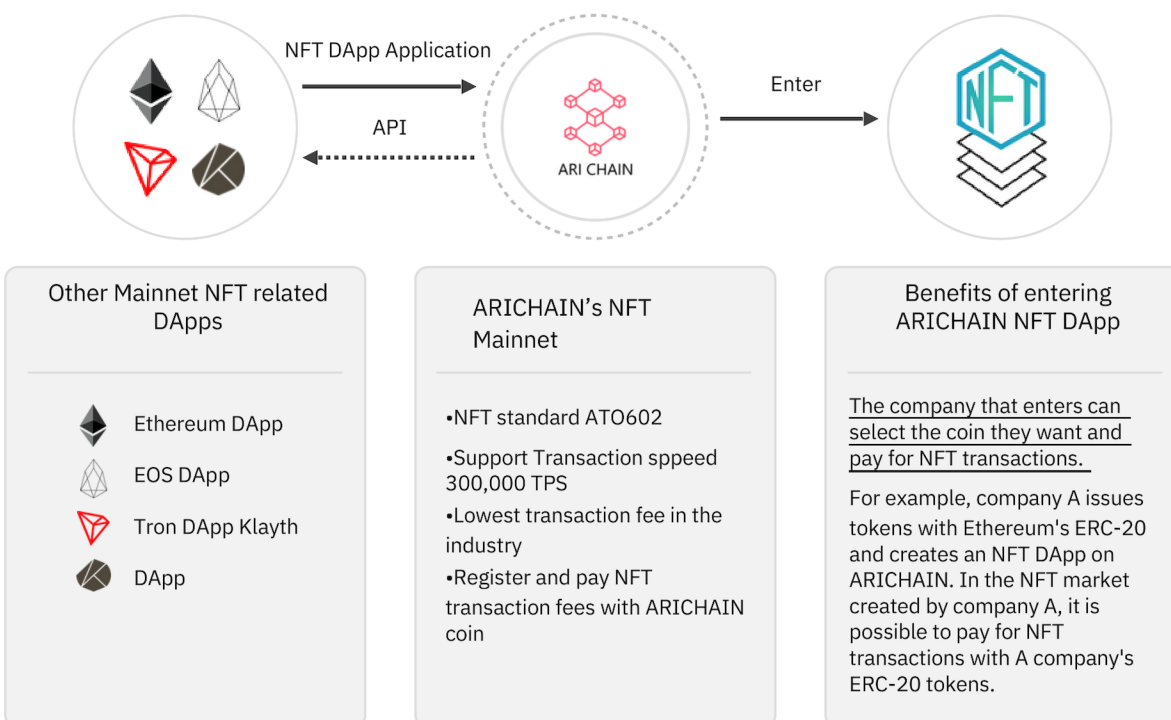 NFT DApp Application
API
ARI CHAIN
Enter
NFT
Other Mainnet NFT related
DApps
Ethereum DApp
EOS DApp
Tron DApp Klayth
DApp
ARICHAIN’s NFT
Mainnet
•NFT standard ATO602
•Support Transaction sppeed
300,000 TPS
•Lowest transaction fee in the
industry
•Register and pay NFT
transaction fees with ARICHAIN
coin
Benefits of entering
ARICHAIN NFT DApp
The company that enters can
select the coin they want and
pay for NFT transactions.
For example, company A issues
tokens with Ethereum's ERC-20
and creates an NFT DApp on
ARICHAIN. In the NFT market
created by company A, it is
possible to pay for NFT
transactions with A company's
ERC-20 tokens.